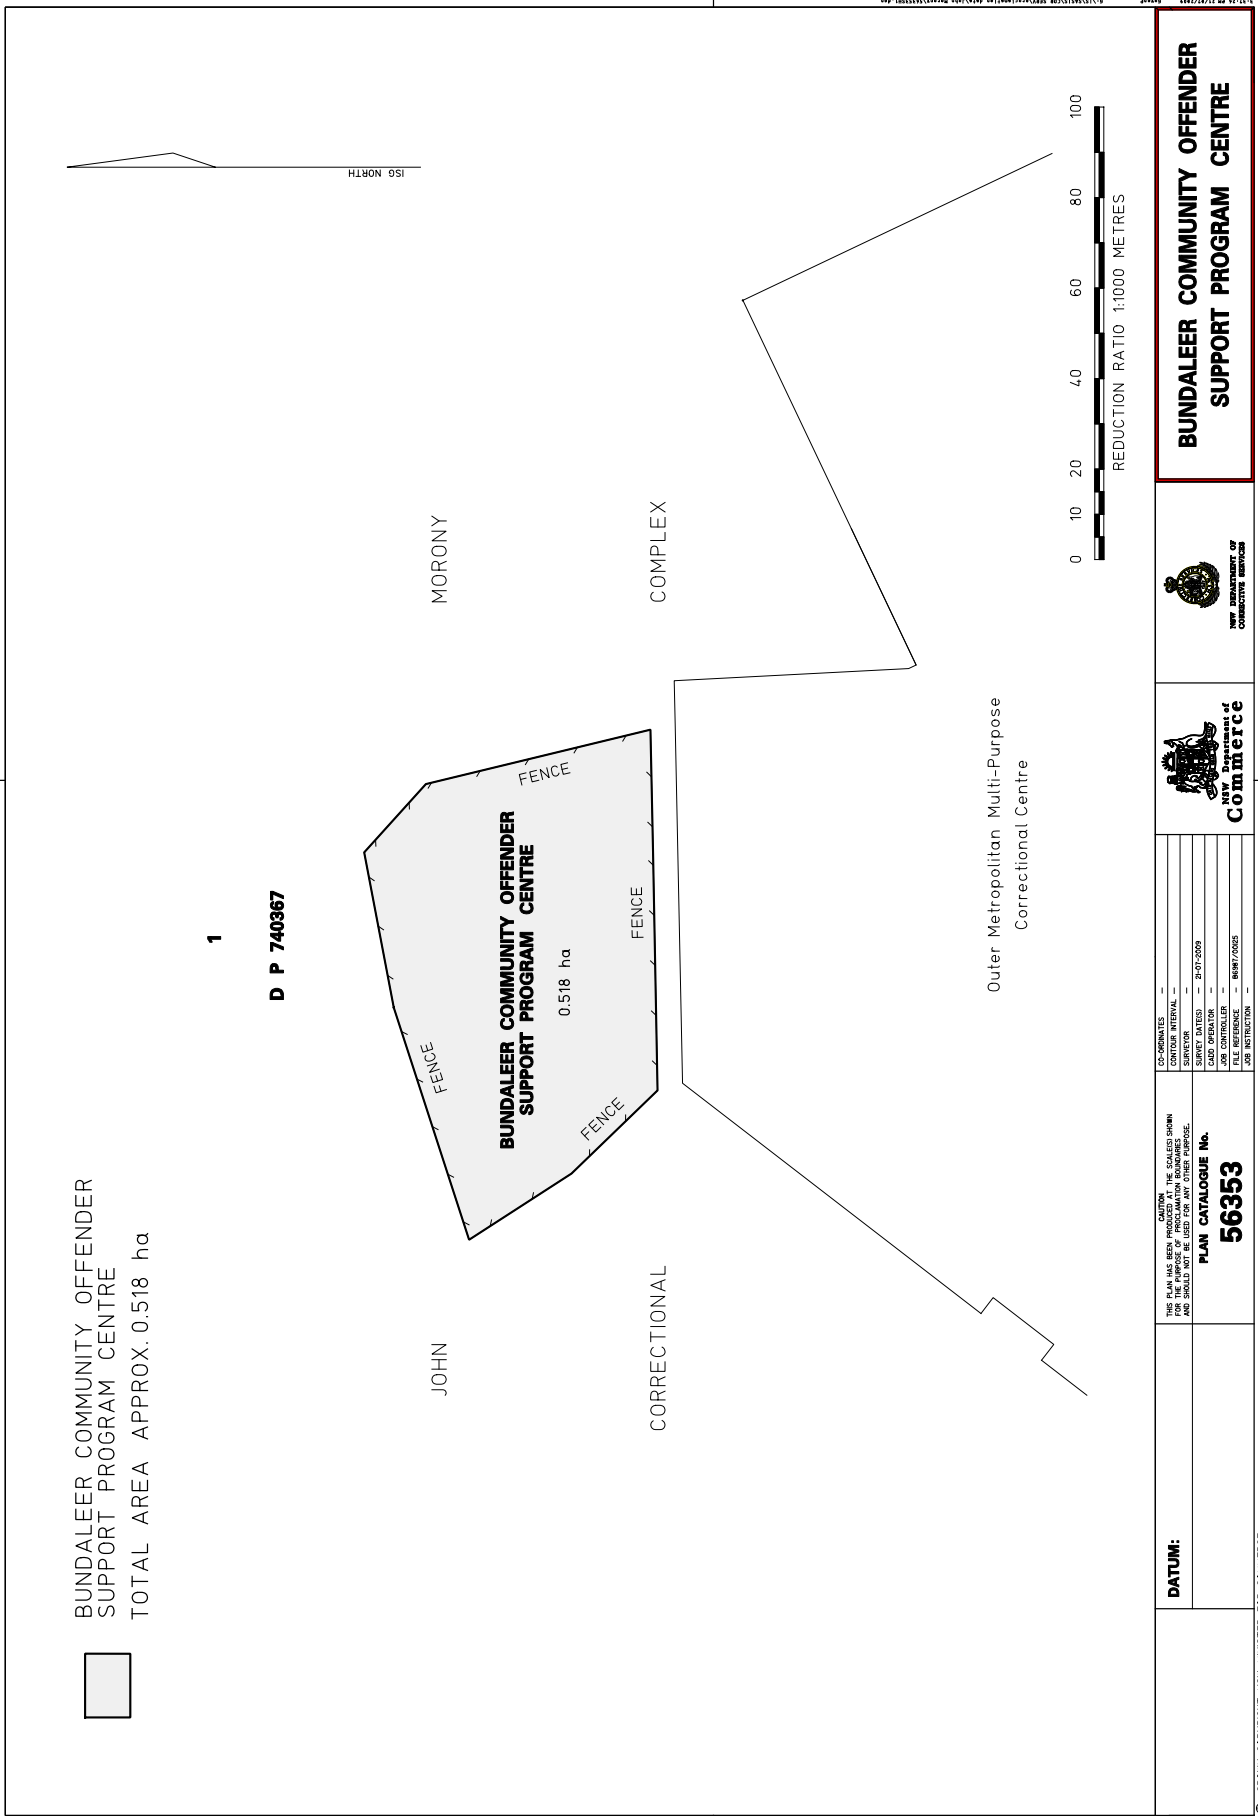 BUNDALEER COMMUNITY OFFENDER
SUPPORT PROGRAM CENTRE
TOTAL AREA APPROX. 0.518 ha
1
D P 740367
ISG NORTH
JOHN
MORONY
CORRECTIONAL
COMPLEX
FENCE
FENCE
FENCE
FENCE
BUNDALEER COMMUNITY OFFENDER
SUPPORT PROGRAM CENTRE
0.518 ha
Outer Metropolitan Multi-Purpose
Correctional Centre
0 10 20 40 60 80 100
REDUCTION RATIO 1:1000 METRES
DATUM:
CAUTION
THIS PLAN HAS BEEN PRODUCED AT THE SCALE(S) SHOWN
FOR THE PURPOSE OF PROCLAMATION BOUNDARIES
AND SHOULD NOT BE USED FOR ANY OTHER PURPOSE.
PLAN CATALOGUE No.
56353
CO-ORDINATES —
CONTOUR INTERVAL —
SURVEYOR —
SURVEY DATE(S) — 21-07-2009
CADD OPERATOR —
JOB CONTROLLER —
FILE REFERENCE — B6987/00125
JOB INSTRUCTION —
NSW Department of
Commerce
NSW DEPARTMENT OF
CORRECTIVE SERVICES
BUNDALEER COMMUNITY OFFENDER
SUPPORT PROGRAM CENTRE